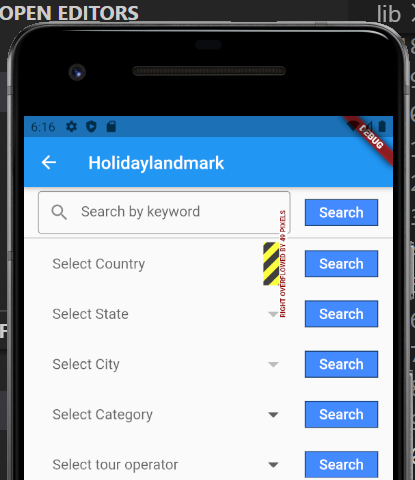 OPEN EDITORS
lib
6:16
DEBUG
Holidaylandmark
Search by keyword
Search
RIGHT OVERFLOWED BY 49 PIXELS
Select Country
Search
Select State
Search
Select City
Search
Select Category
Search
Select tour operator
Search